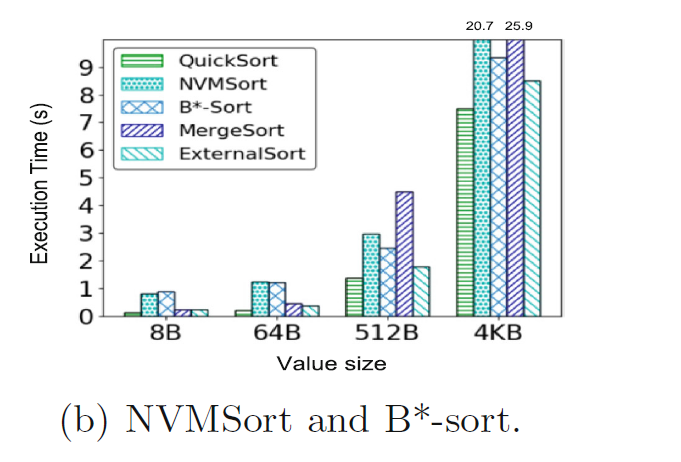 20.7 25.9
QuickSort
NVMSort
B*-Sort
MergeSort
ExternalSort
Execution Time (s)
9
8
7
6
5
4
3
2
1
0
8B 64B 512B 4KB
Value size
(b) NVMSort and B*-sort.